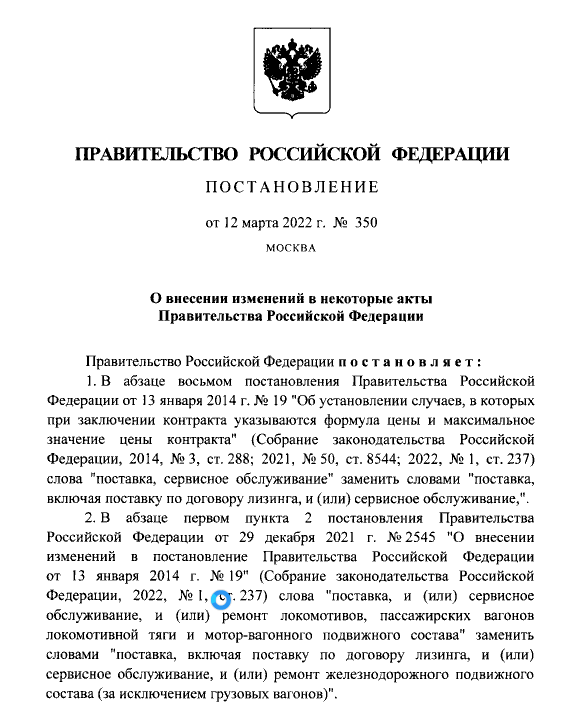 ПРАВИТЕЛЬСТВО РОССИЙСКОЙ ФЕДЕРАЦИИ
ПОСТАНОВЛЕНИЕ
от 12 марта 2022 г. № 350
МОСКВА
О внесении изменений в некоторые акты
Правительства Российской Федерации
Правительство Российской Федерации постановляет:
1. В абзаце восьмом постановления Правительства Российской
Федерации от 13 января 2014 г. № 19 "Об установлении случаев, в которых
при заключении контракта указываются формула цены и максимальное
значение цены контракта" (Собрание законодательства Российской
Федерации, 2014, № 3, ст. 288; 2021, № 50, ст. 8544; 2022, № 1, ст. 237)
слова "поставка, сервисное обслуживание" заменить словами "поставка,
включая поставку по договору лизинга, и (или) сервисное обслуживание,".
2. В абзаце первом пункта 2 постановления Правительства
Российской Федерации от 29 декабря 2021 г. № 2545 "О внесении
изменений в постановление Правительства Российской Федерации
от 13 января 2014 г. № 19" (Собрание законодательства Российской
Федерации, 2022, № 1, ст. 237) слова "поставка, и (или) сервисное
обслуживание, и (или) ремонт локомотивов, пассажирских вагонов
локомотивной тяги и мотор-вагонного подвижного состава" заменить
словами "поставка, включая поставку по договору лизинга, и (или)
сервисное обслуживание, и (или) ремонт железнодорожного подвижного
состава (за исключением грузовых вагонов)".